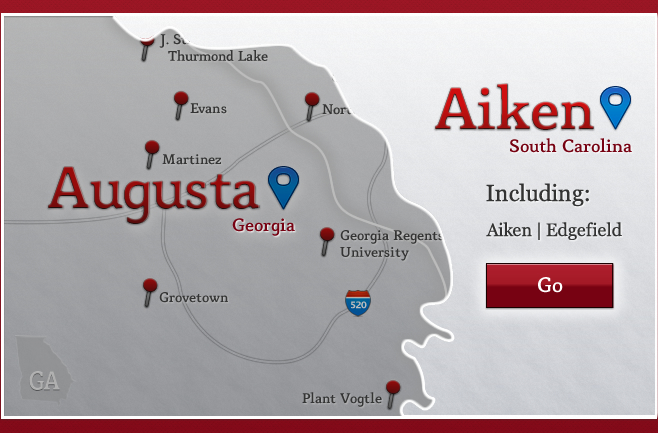 J.
Thurmond Lake
Evans
Martinez
Augusta
Georgia
Georgia Regents
University
Grovetown
520
GA
Plant Vogtle
Aiken
South Carolina
Including:
Aiken | Edgefield
Go